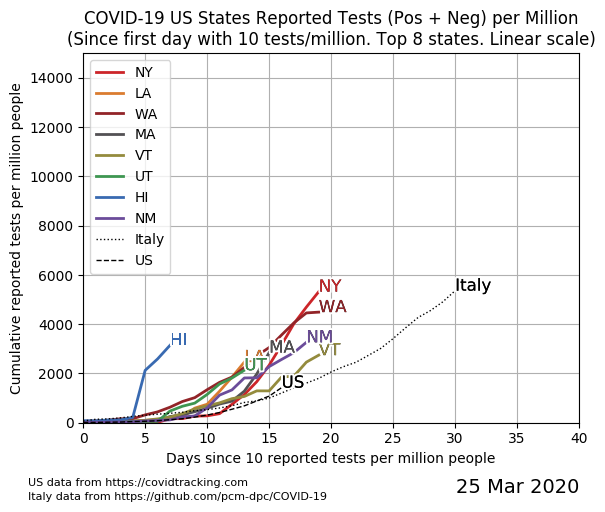 COVID-19 US States Reported Tests (Pos + Neg) per Million
(Since first day with 10 tests/million. Top 8 states. Linear scale)
Cumulative reported tests per million people
14000
12000
10000
8000
6000
4000
2000
0
NY
LA
WA
MA
VT
UT
HI
NM
Italy
US
HI
LA
UT
MA
US
NY
WA
NM
VT
Italy
0 5 10 15 20 25 30 35 40
Days since 10 reported tests per million people
US data from https://covidtracking.com
Italy data from https://github.com/pcm-dpc/COVID-19
25 Mar 2020